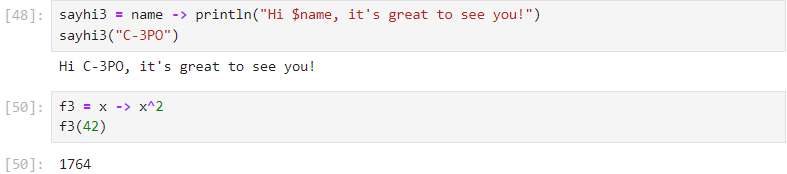 [48]: sayhi3 = name -> println("Hi $name, it's great to see you!")
sayhi3("C-3PO")
Hi C-3PO, it's great to see you!
[50]: f3 = x -> x^2
f3(42)
[50]: 1764